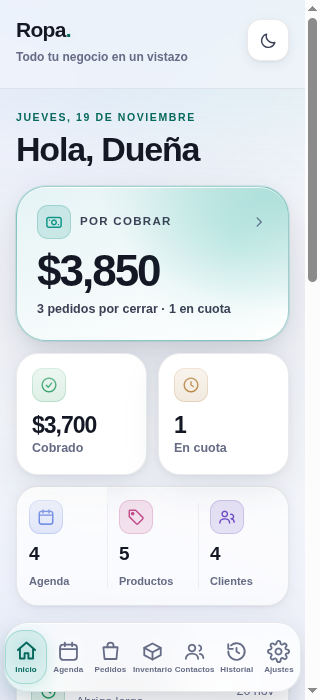 Ropa.
Todo tu negocio en un vistazo
JUEVES, 19 DE NOVIEMBRE
Hola, Dueña
POR COBRAR
$3,850
3 pedidos por cerrar · 1 en cuota
$3,700
Cobrado
1
En cuota
4
Agenda
5
Productos
4
Clientes
Inicio
Agenda
Pedidos
Inventario
Contactos
Historial
Ajustes
20 nov
Abrigo largo